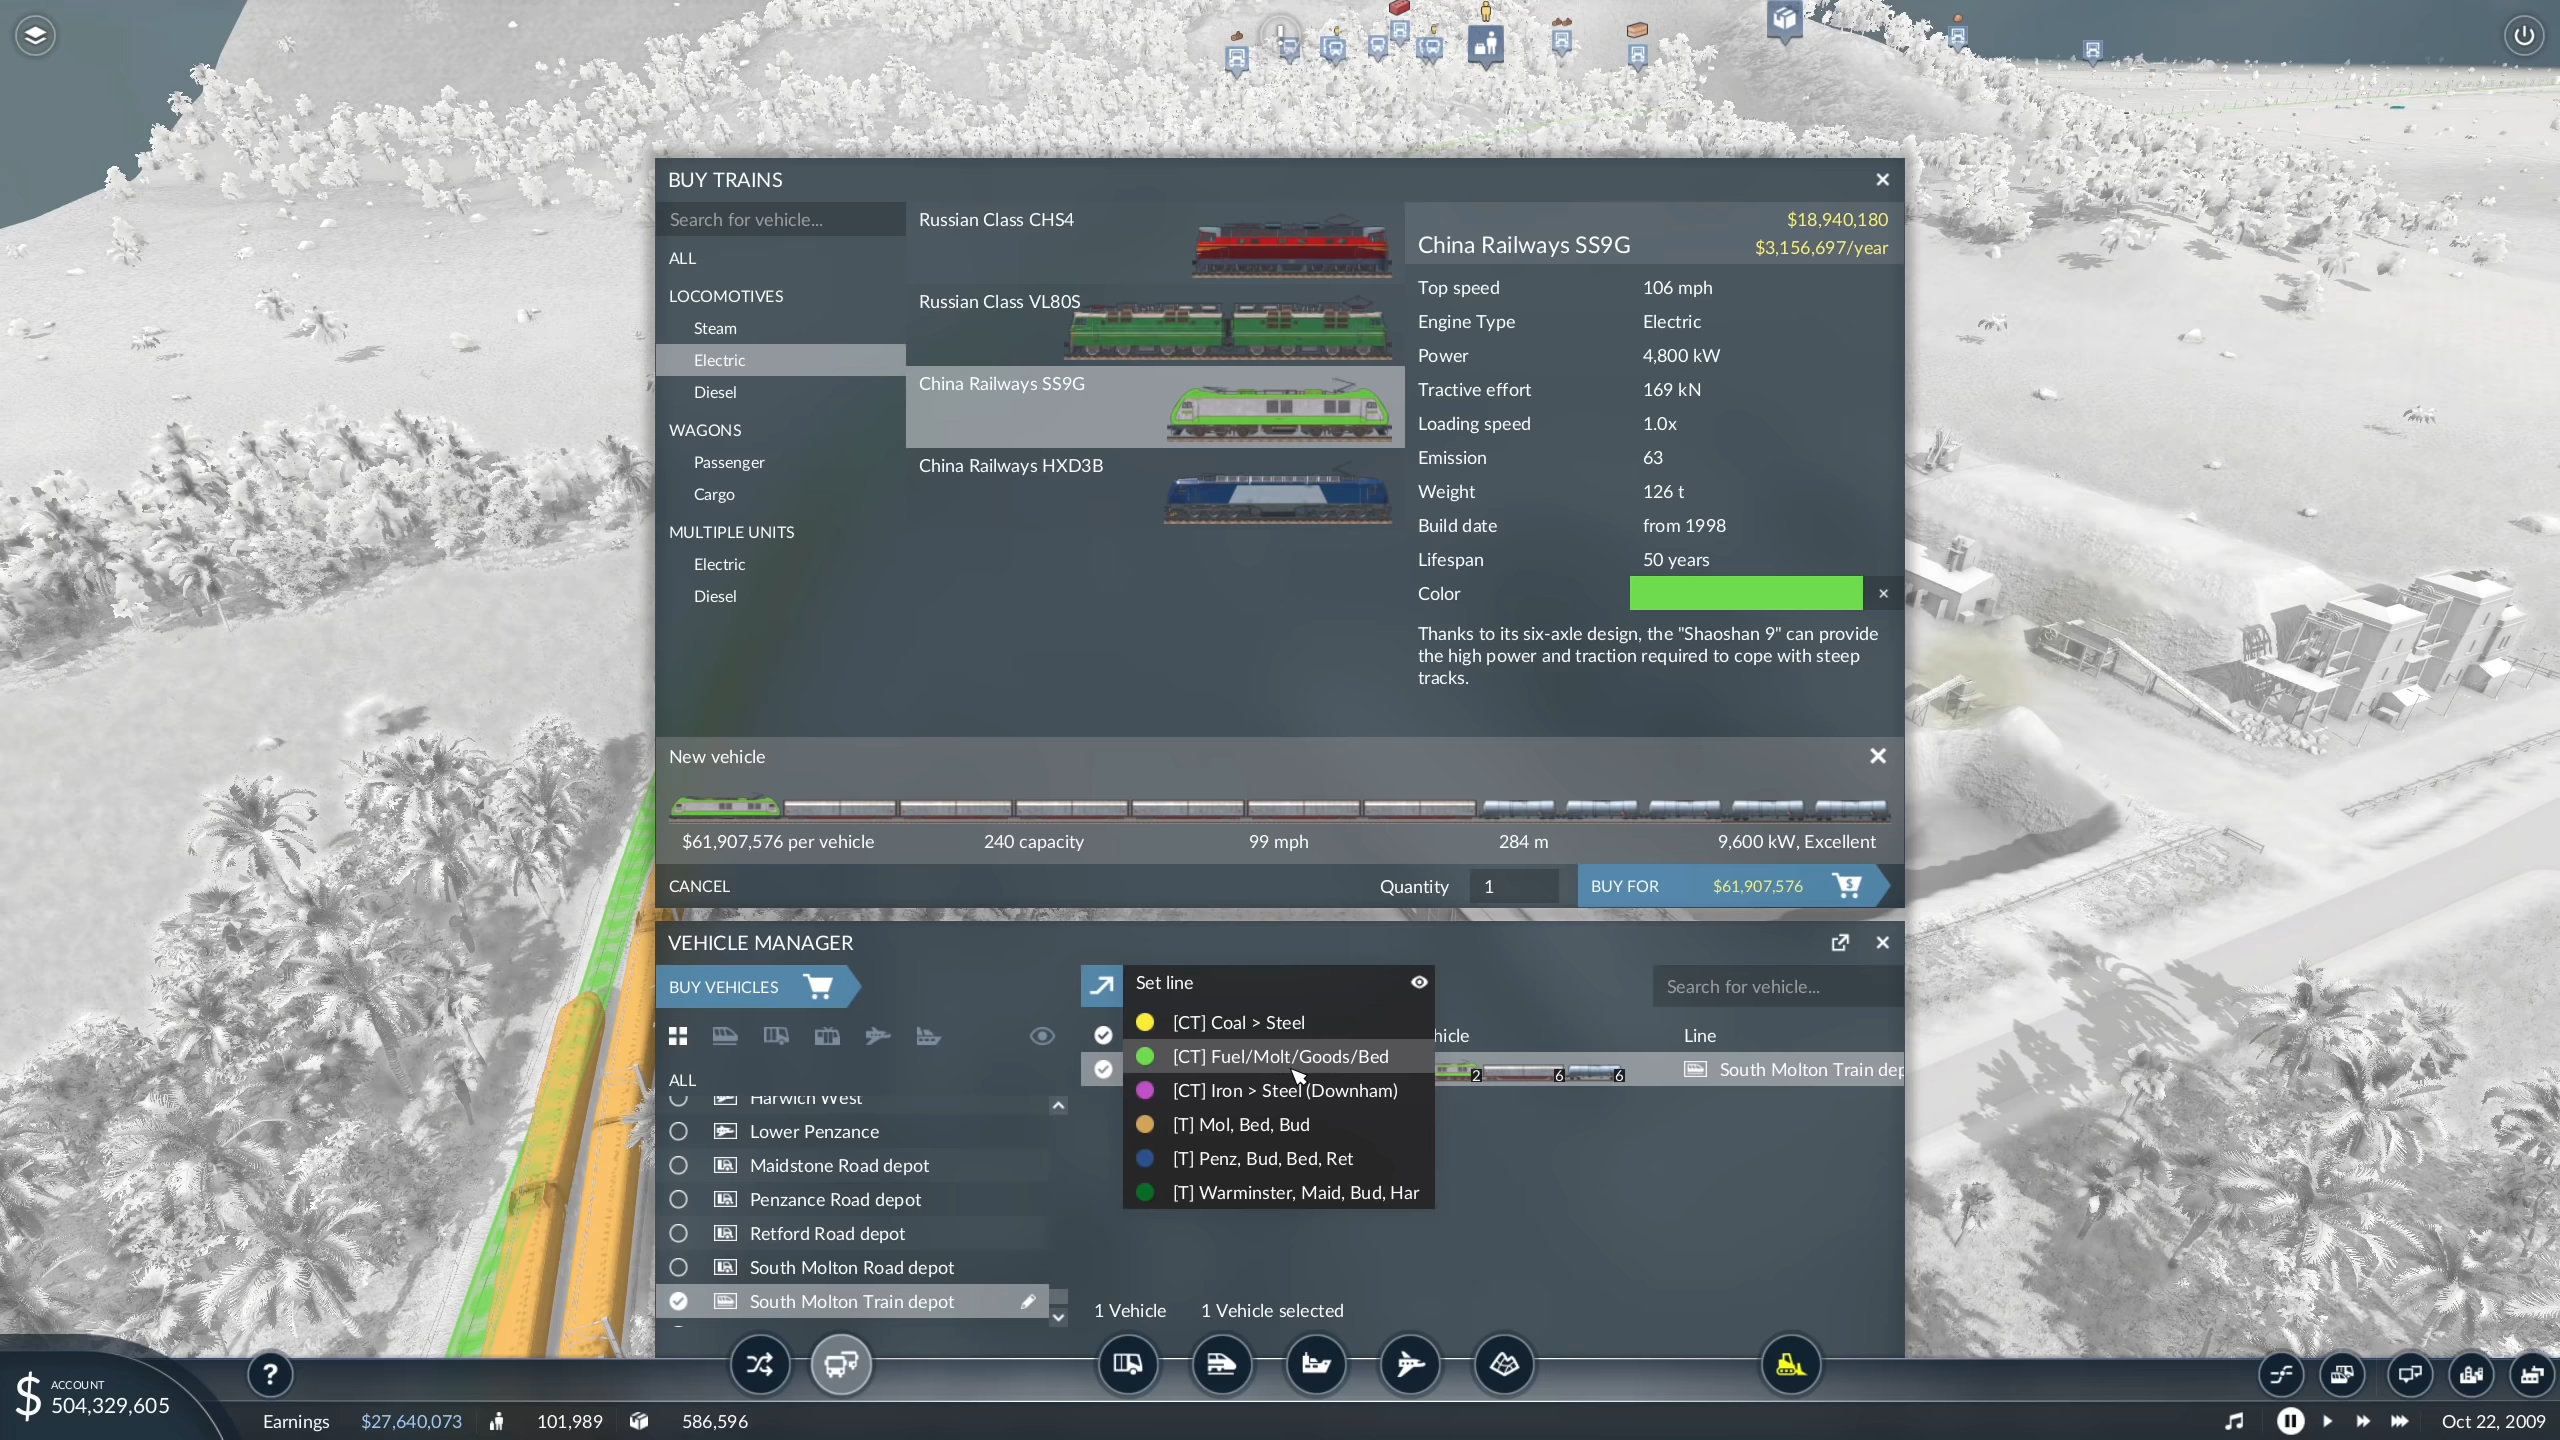 BUY TRAINS
Search for vehicle...
ALL
LOCOMOTIVES
Steam
Electric
Diesel
WAGONS
Passenger
Cargo
MULTIPLE UNITS
Electric
Diesel
Russian Class CHS4
Russian Class VL80S
China Railways SS9G
China Railways HXD3B
$18,940,180
China Railways SS9G
$3,156,697/year
Top speed 106 mph
Engine Type Electric
Power 4,800 kW
Tractive effort 169 kN
Loading speed 1.0x
Emission 63
Weight 126 t
Build date from 1998
Lifespan 50 years
Color
Thanks to its six-axle design, the "Shaoshan 9" can provide
the high power and traction required to cope with steep
tracks.
New vehicle
$61,907,576 per vehicle 240 capacity 99 mph 284 m 9,600 kW, Excellent
CANCEL Quantity 1 BUY FOR $61,907,576
VEHICLE MANAGER
BUY VEHICLES
Search for vehicle...
ALL
Harwich West
Lower Penzance
Maidstone Road depot
Penzance Road depot
Retford Road depot
South Molton Road depot
South Molton Train depot
Set line
[CT] Coal > Steel
[CT] Fuel/Molt/Goods/Bed
[CT] Iron > Steel (Downham)
[T] Mol, Bed, Bud
[T] Penz, Bud, Bed, Ret
[T] Warminster, Maid, Bud, Har
hicle Line
2 6 6 South Molton Train dep
1 Vehicle 1 Vehicle selected
?
$ ACCOUNT
504,329,605
Earnings $27,640,073 101,989 586,596
Oct 22, 2009